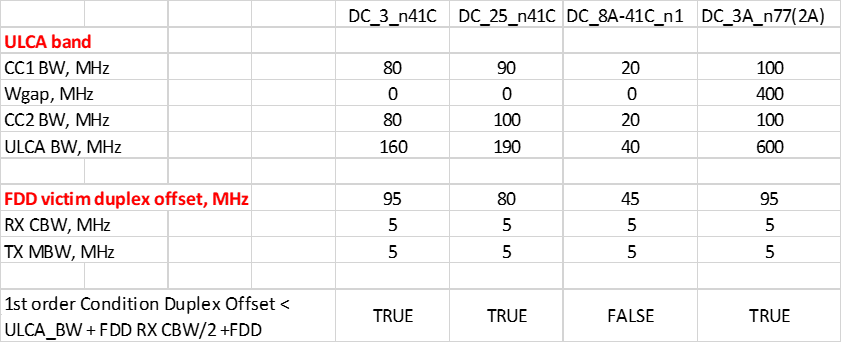 DC_3_n41C DC_25_n41C DC_8A-41C_n1 DC_3A_n77(2A)
ULCA band
CC1 BW, MHz 80 90 20 100
Wgap, MHz 0 0 0 400
CC2 BW, MHz 80 100 20 100
ULCA BW, MHz 160 190 40 600
FDD victim duplex offset, MHz 95 80 45 95
RX CBW, MHz 5 5 5 5
TX MBW, MHz 5 5 5 5
1st order Condition Duplex Offset <
ULCA_BW + FDD RX CBW/2 +FDD TRUE TRUE FALSE TRUE